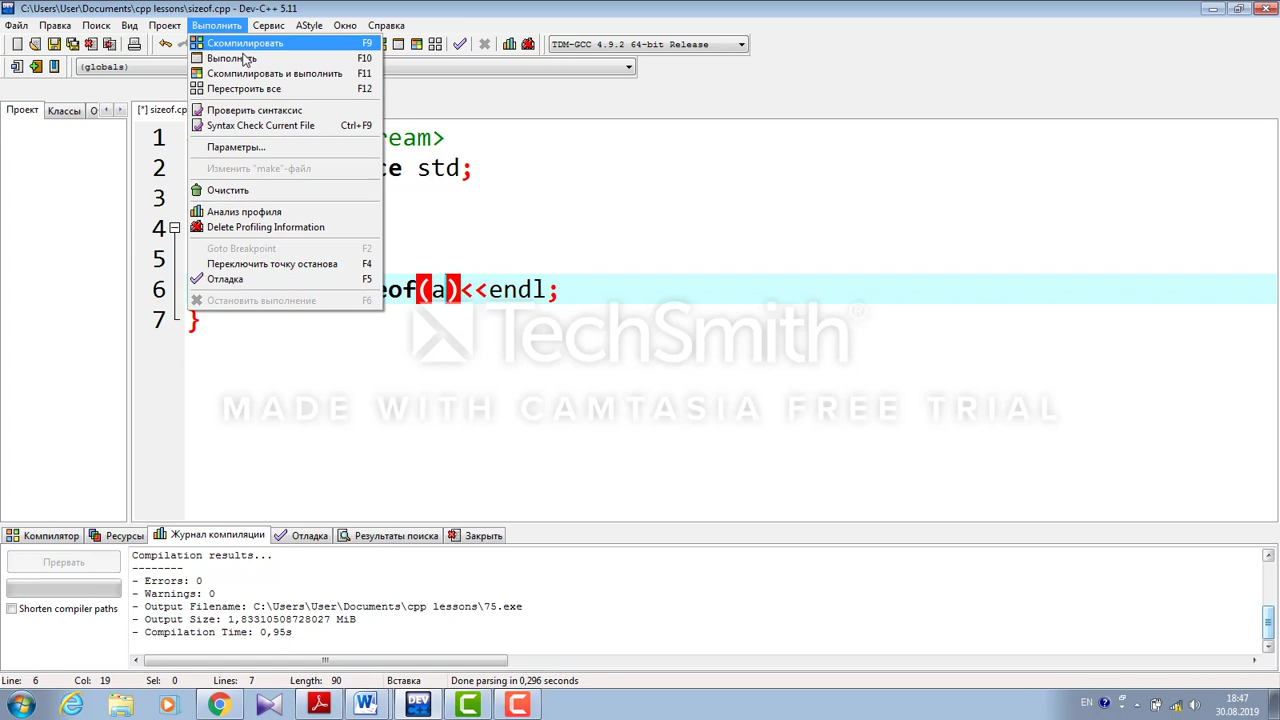 C:\Users\User\Documents\cpp lessons\sizeof.cpp - Dev-C++ 5.11
Файл Правка Поиск Вид Проект Выполнить Сервис AStyle Окно Справка
TDM-GCC 4.9.2 64-bit Release
(globals)
Скомпилировать F9
Выполнить F10
Скомпилировать и выполнить F11
Перестроить все F12
Проверить синтаксис
Syntax Check Current File Ctrl+F9
Параметры...
Изменить "make"-файл
Очистить
Анализ профиля
Delete Profiling Information
Goto Breakpoint F2
Переключить точку останова F4
Отладка F5
Остановить выполнение F6
Проект Классы О
[*] sizeof.cp
1 ream>
2 ce std;
3
4
5
6 eof(a)<<endl;
7 }
TechSmith®
MADE WITH CAMTASIA FREE TRIAL
Компилятор Ресурсы Журнал компиляции Отладка Результаты поиска Закрыть
Прервать
Shorten compiler paths
Compilation results...
--------
- Errors: 0
- Warnings: 0
- Output Filename: C:\Users\User\Documents\cpp lessons\75.exe
- Output Size: 1,83310508728027 MiB
- Compilation Time: 0,95s
Line: 6 Col: 19 Sel: 0 Lines: 7 Length: 90 Вставка Done parsing in 0,296 seconds
DEV
EN 18:47
30.08.2019